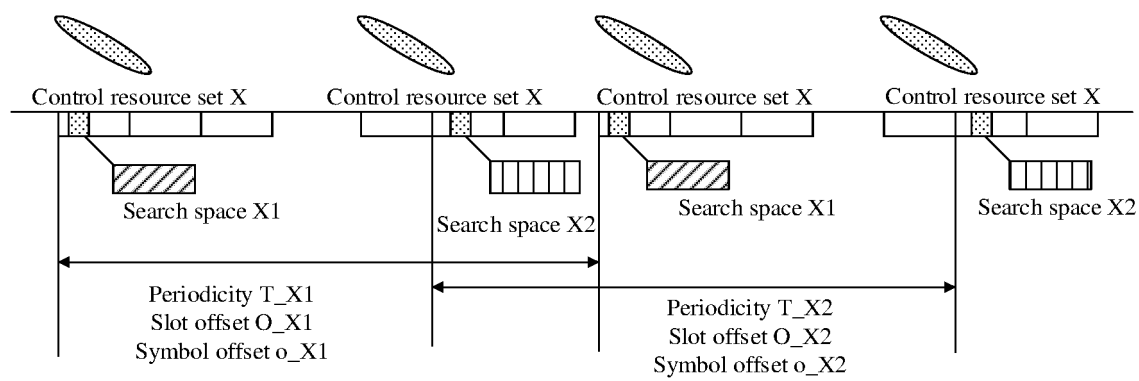 Control resource set X
Control resource set X
Control resource set X
Control resource set X
Search space X1
Search space X2
Search space X1
Search space X2
Periodicity T_X1
Slot offset O_X1
Symbol offset o_X1
Periodicity T_X2
Slot offset O_X2
Symbol offset o_X2